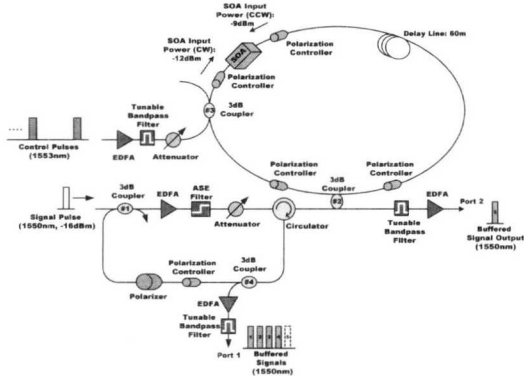 SOA Input
Power (CCW):
-9dBm
SOA Input
Power (CW):
-12dBm
SOA
Polarization
Controller
Delay Line: 60m
Polarization
Controller
3dB
Coupler
#3
Tunable
Bandpass
Filter
Control Pulses
(1553nm)
EDFA
Attenuator
Polarization
Controller
3dB
Coupler
#2
Polarization
Controller
3dB
Coupler
#1
EDFA
ASE
Filter
Attenuator
Circulator
Signal Pulse
(1550nm, -16dBm)
Tunable
Bandpass
Filter
EDFA
Port 2
Buffered
Signal Output
(1550nm)
Polarizer
Polarization
Controller
3dB
Coupler
#4
EDFA
Tunable
Bandpass
Filter
Port 1
Buffered
Signals
(1550nm)